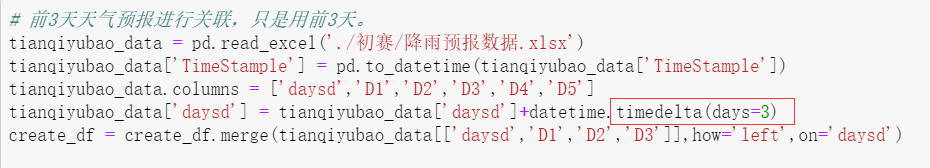 # 前3天天气预报进行关联，只是用前3天。
tianqiyubao_data = pd.read_excel('./初赛/降雨预报数据.xlsx')
tianqiyubao_data['TimeStample'] = pd.to_datetime(tianqiyubao_data['TimeStample'])
tianqiyubao_data.columns = ['daysd','D1','D2','D3','D4','D5']
tianqiyubao_data['daysd'] = tianqiyubao_data['daysd']+datetime.timedelta(days=3)
create_df = create_df.merge(tianqiyubao_data[['daysd','D1','D2','D3']],how='left',on='daysd')